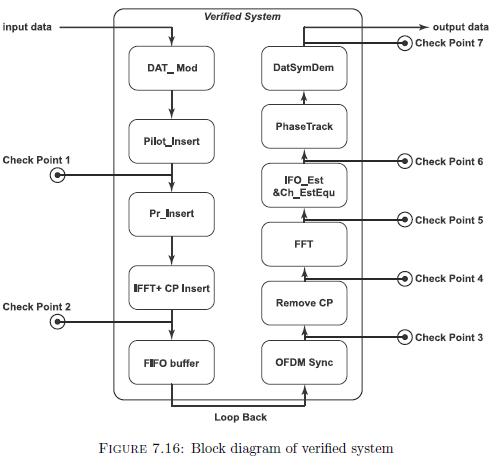 Verified System
input data
output data
Check Point 7
DAT_ Mod
DatSymDem
Pilot_Insert
PhaseTrack
Check Point 1
Check Point 6
IFO_Est
&Ch_EstEqu
Pr_Insert
Check Point 5
FFT
IFFT+ CP Insert
Check Point 4
Remove CP
Check Point 2
Check Point 3
FIFO buffer
OFDM Sync
Loop Back
FIGURE 7.16: Block diagram of verified system